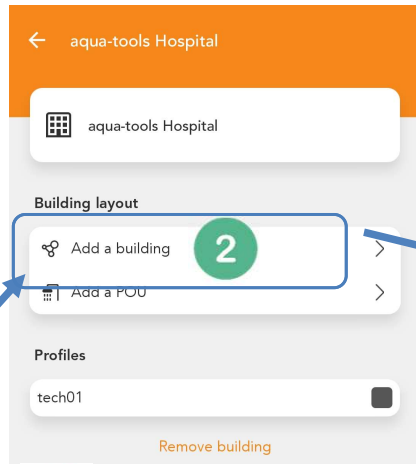 aqua-tools Hospital
aqua-tools Hospital
Building layout
Add a building
2
Add a POU
Profiles
tech01
Remove building